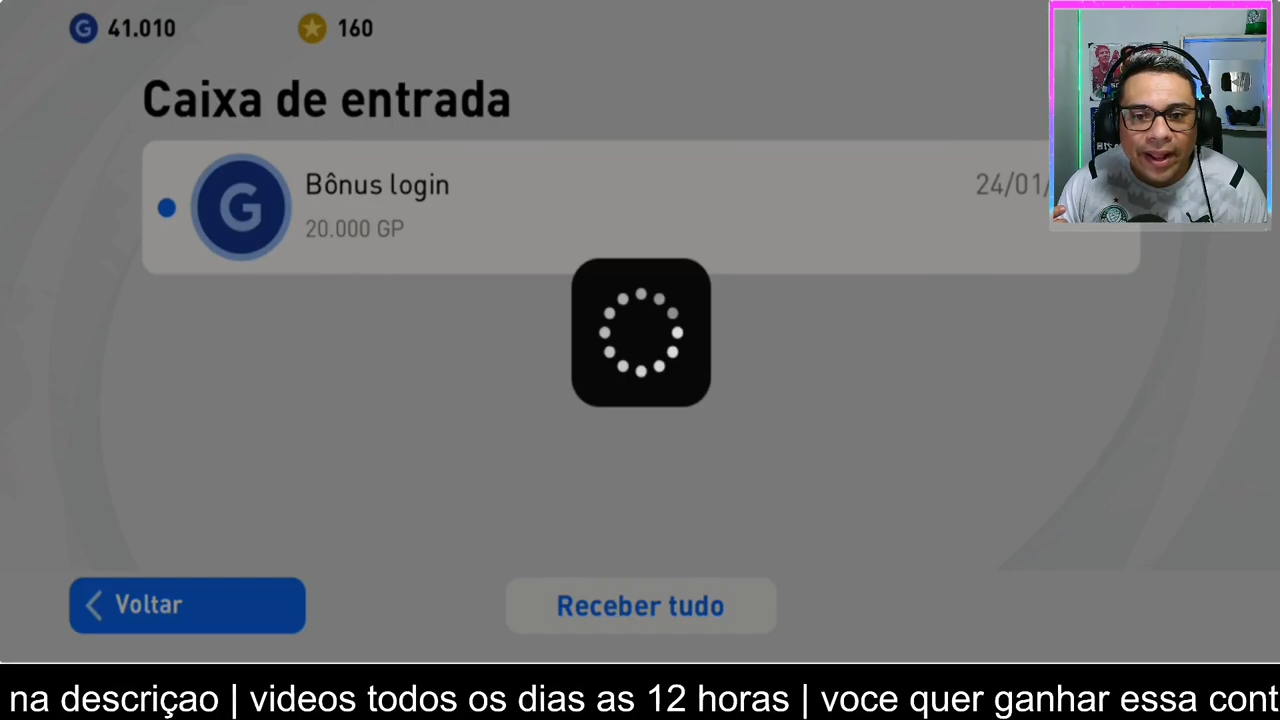 G 41.010 160
Caixa de entrada
G Bônus login 24/01/
20.000 GP
Voltar Receber tudo
na descriçao | videos todos os dias as 12 horas | voce quer ganhar essa cont